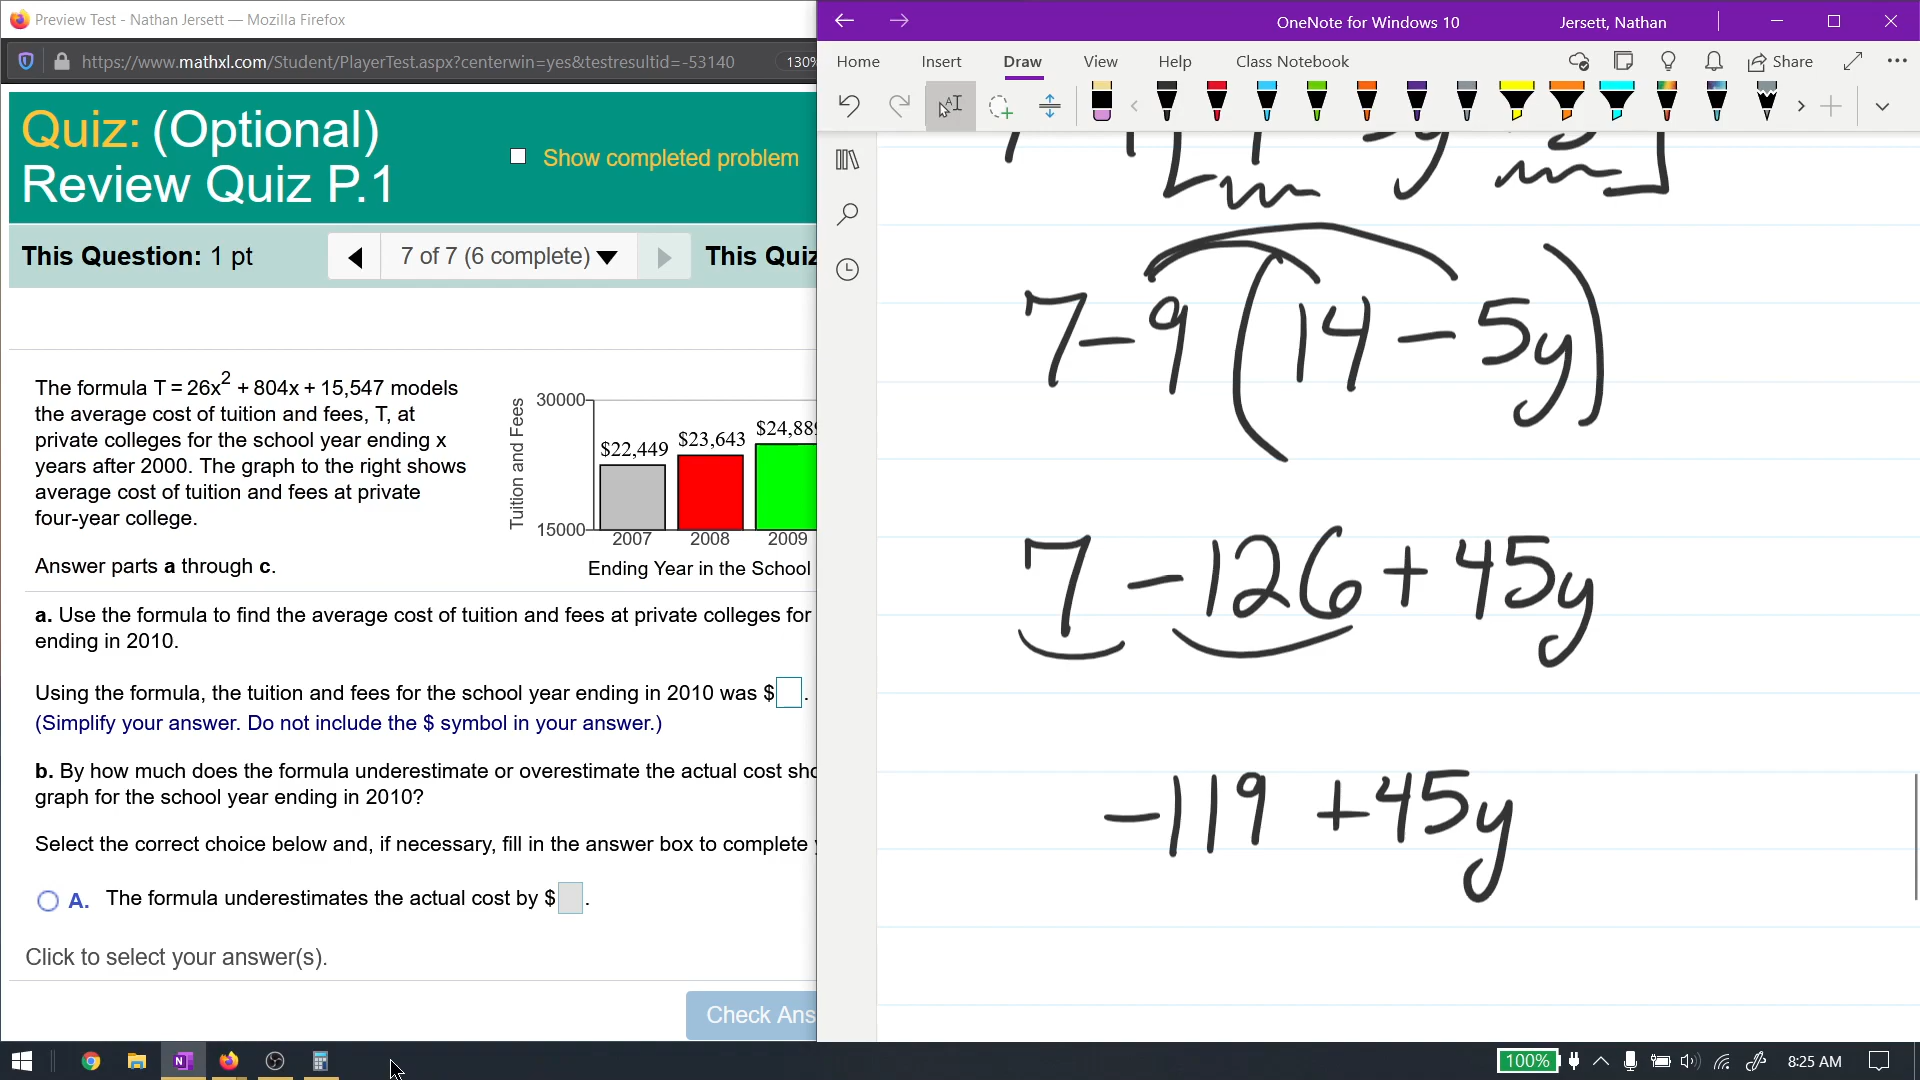 Preview Test - Nathan Jersett — Mozilla Firefox
https://www.mathxl.com/Student/PlayerTest.aspx?centerwin=yes&testresultid=-53140
130%
Quiz: (Optional)
Review Quiz P.1
Show completed problem
This Question: 1 pt
7 of 7 (6 complete)
This Quiz
The formula T = 26x² + 804x + 15,547 models
the average cost of tuition and fees, T, at
private colleges for the school year ending x
years after 2000. The graph to the right shows
average cost of tuition and fees at private
four-year college.
Answer parts a through c.
Tuition and Fees
30000
15000
$22,449
$23,643
$24,889
2007
2008
2009
Ending Year in the School
a. Use the formula to find the average cost of tuition and fees at private colleges for
ending in 2010.
Using the formula, the tuition and fees for the school year ending in 2010 was $ .
(Simplify your answer. Do not include the $ symbol in your answer.)
b. By how much does the formula underestimate or overestimate the actual cost sho
graph for the school year ending in 2010?
Select the correct choice below and, if necessary, fill in the answer box to complete
A. The formula underestimates the actual cost by $ .
Click to select your answer(s).
Check Ans
OneNote for Windows 10
Jersett, Nathan
Home Insert Draw View Help Class Notebook
Share
7-9(14-5y)
7-126+45y
-119+45y
100%
8:25 AM